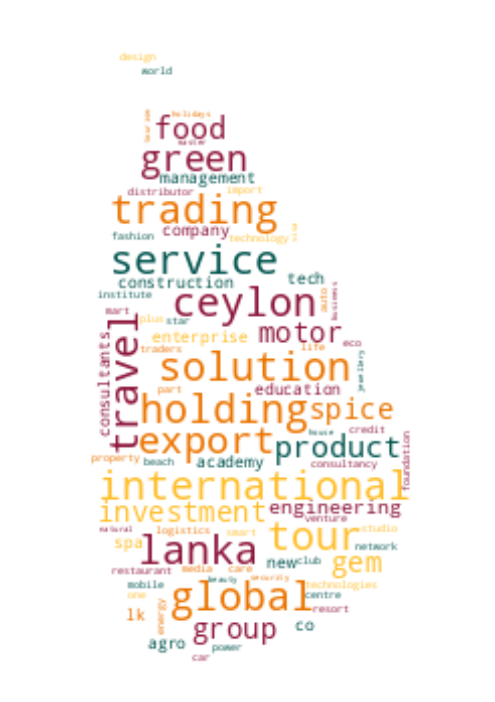 design
world
holidays
food
master
green
management
distributor import
trading
company
fashion technology
service
construction tech
institute
ceylon
auto
business
mart
plus star
travel
motor
enterprise
consultants
traders life eco
solution
jewellery
part education
holding spice
house credit
export product
property beach academy consultancy
foundation
international
investment engineering
venture
natural logistics smart tour studio
spa lanka network
new club gem
restaurant media care
mobile beauty security technologies
one global centre
lk resort
energy
group co
agro power
car